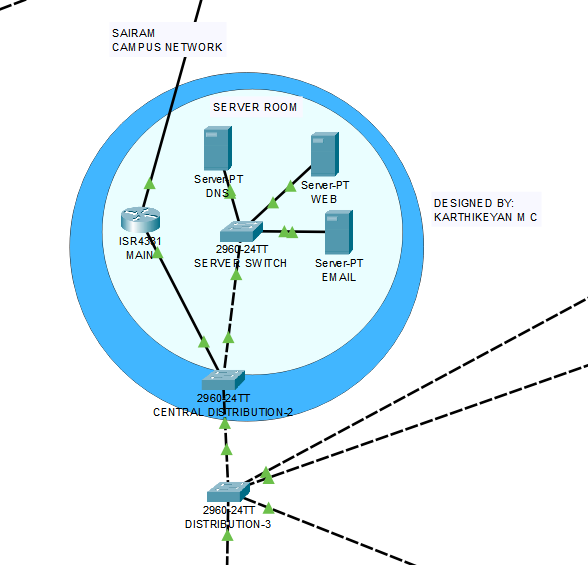 SAIRAM
CAMPUS NETWORK
SERVER ROOM
Server-PT
DNS
Server-PT
WEB
DESIGNED BY:
KARTHIKEYAN M C
ISR4331
MAIN
2960-24TT
SERVER SWITCH
Server-PT
EMAIL
2960-24TT
CENTRAL DISTRIBUTION-2
2960-24TT
DISTRIBUTION-3